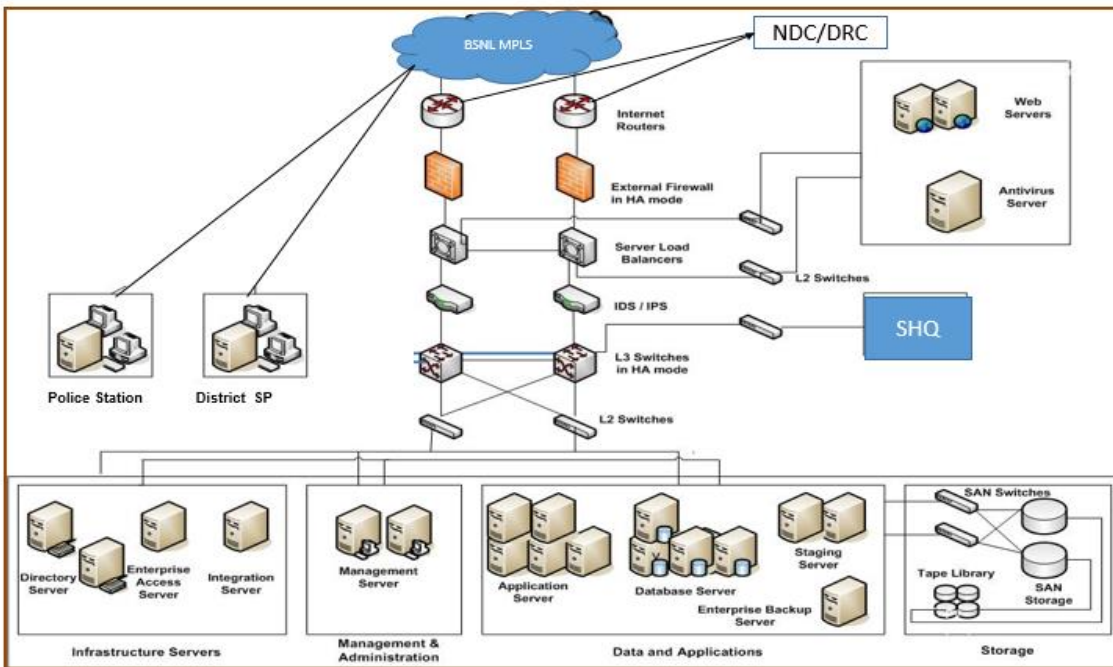 BSNL MPLS
NDC/DRC
Internet
Routers
Web
Servers
External Firewall
in HA mode
Antivirus
Server
Server Load
Balancers
L2 Switches
IDS / IPS
SHQ
L3 Switches
in HA mode
Police Station
District SP
L2 Switches
SAN Switches
Directory
Server
Enterprise
Access
Server
Integration
Server
Management
Server
Application
Server
Database Server
Staging
Server
Enterprise Backup
Server
Tape Library
SAN
Storage
Infrastructure Servers
Management &
Administration
Data and Applications
Storage